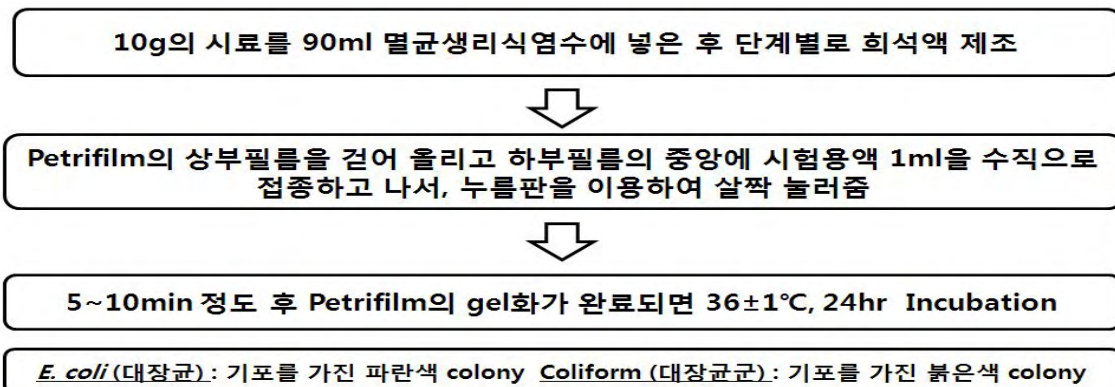 10g의 시료를 90ml 멸균생리식염수에 넣은 후 단계별로 희석액 제조
Petrifilm의 상부필름을 걷어 올리고 하부필름의 중앙에 시험용액 1ml을 수직으로
접종하고 나서, 누름판을 이용하여 살짝 눌러줌
5~10min 정도 후 Petrifilm의 gel화가 완료되면 36±1℃, 24hr Incubation
E. coli (대장균) : 기포를 가진 파란색 colony Coliform (대장균군) : 기포를 가진 붉은색 colony